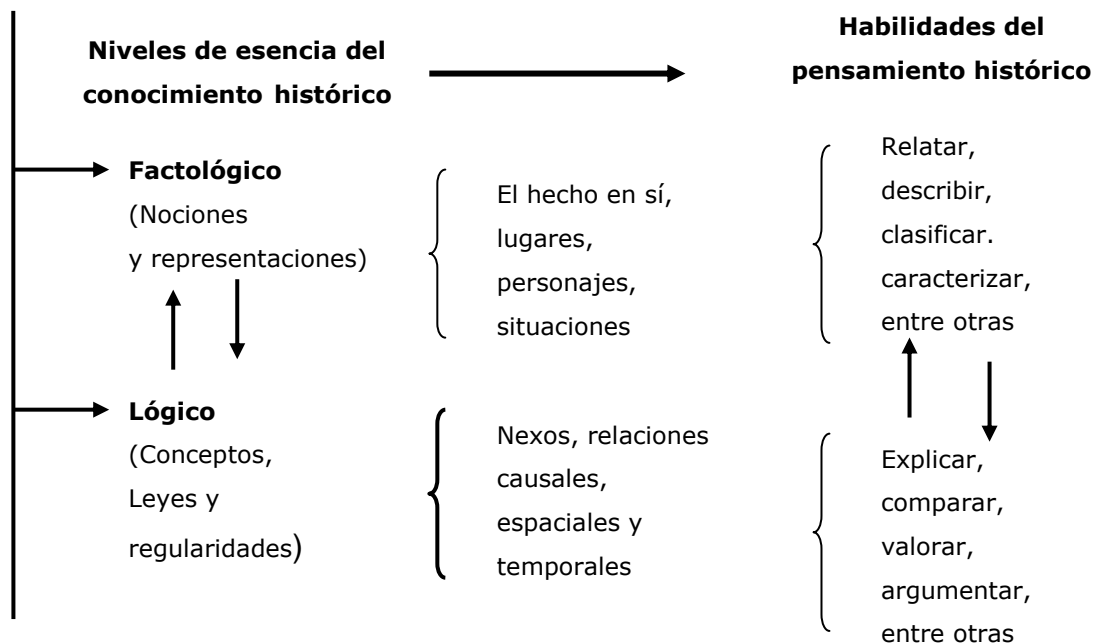 Niveles de esencia del
conocimiento histórico
Habilidades del
pensamiento histórico
Factológico
(Nociones
y representaciones)
El hecho en sí,
lugares,
personajes,
situaciones
Relatar,
describir,
clasificar.
caracterizar,
entre otras
Lógico
(Conceptos,
Leyes y
regularidades)
Nexos, relaciones
causales,
espaciales y
temporales
Explicar,
comparar,
valorar,
argumentar,
entre otras